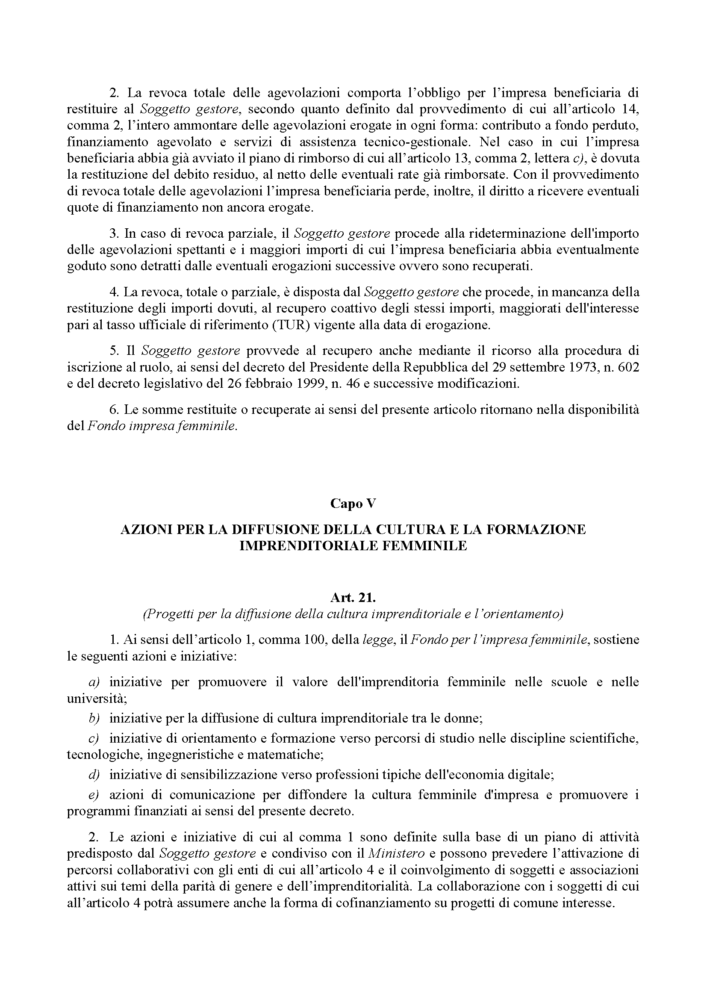 2. La revoca totale delle agevolazioni comporta l’obbligo per l’impresa beneficiaria di
restituire al Soggetto gestore, secondo quanto definito dal provvedimento di cui all’articolo 14,
comma 2, l’intero ammontare delle agevolazioni erogate in ogni forma: contributo a fondo perduto,
finanziamento agevolato e servizi di assistenza tecnico-gestionale. Nel caso in cui l’impresa
beneficiaria abbia già avviato il piano di rimborso di cui all’articolo 13, comma 2, lettera c), è dovuta
la restituzione del debito residuo, al netto delle eventuali rate già rimborsate. Con il provvedimento
di revoca totale delle agevolazioni l’impresa beneficiaria perde, inoltre, il diritto a ricevere eventuali
quote di finanziamento non ancora erogate.
3. In caso di revoca parziale, il Soggetto gestore procede alla rideterminazione dell'importo
delle agevolazioni spettanti e i maggiori importi di cui l’impresa beneficiaria abbia eventualmente
goduto sono detratti dalle eventuali erogazioni successive ovvero sono recuperati.
4. La revoca, totale o parziale, è disposta dal Soggetto gestore che procede, in mancanza della
restituzione degli importi dovuti, al recupero coattivo degli stessi importi, maggiorati dell'interesse
pari al tasso ufficiale di riferimento (TUR) vigente alla data di erogazione.
5. Il Soggetto gestore provvede al recupero anche mediante il ricorso alla procedura di
iscrizione al ruolo, ai sensi del decreto del Presidente della Repubblica del 29 settembre 1973, n. 602
e del decreto legislativo del 26 febbraio 1999, n. 46 e successive modificazioni.
6. Le somme restituite o recuperate ai sensi del presente articolo ritornano nella disponibilità
del Fondo impresa femminile.
Capo V
AZIONI PER LA DIFFUSIONE DELLA CULTURA E LA FORMAZIONE
IMPRENDITORIALE FEMMINILE
Art. 21.
(Progetti per la diffusione della cultura imprenditoriale e l’orientamento)
1. Ai sensi dell’articolo 1, comma 100, della legge, il Fondo per l’impresa femminile, sostiene
le seguenti azioni e iniziative:
a) iniziative per promuovere il valore dell'imprenditoria femminile nelle scuole e nelle
università;
b) iniziative per la diffusione di cultura imprenditoriale tra le donne;
c) iniziative di orientamento e formazione verso percorsi di studio nelle discipline scientifiche,
tecnologiche, ingegneristiche e matematiche;
d) iniziative di sensibilizzazione verso professioni tipiche dell'economia digitale;
e) azioni di comunicazione per diffondere la cultura femminile d'impresa e promuovere i
programmi finanziati ai sensi del presente decreto.
2. Le azioni e iniziative di cui al comma 1 sono definite sulla base di un piano di attività
predisposto dal Soggetto gestore e condiviso con il Ministero e possono prevedere l’attivazione di
percorsi collaborativi con gli enti di cui all’articolo 4 e il coinvolgimento di soggetti e associazioni
attivi sui temi della parità di genere e dell’imprenditorialità. La collaborazione con i soggetti di cui
all’articolo 4 potrà assumere anche la forma di cofinanziamento su progetti di comune interesse.